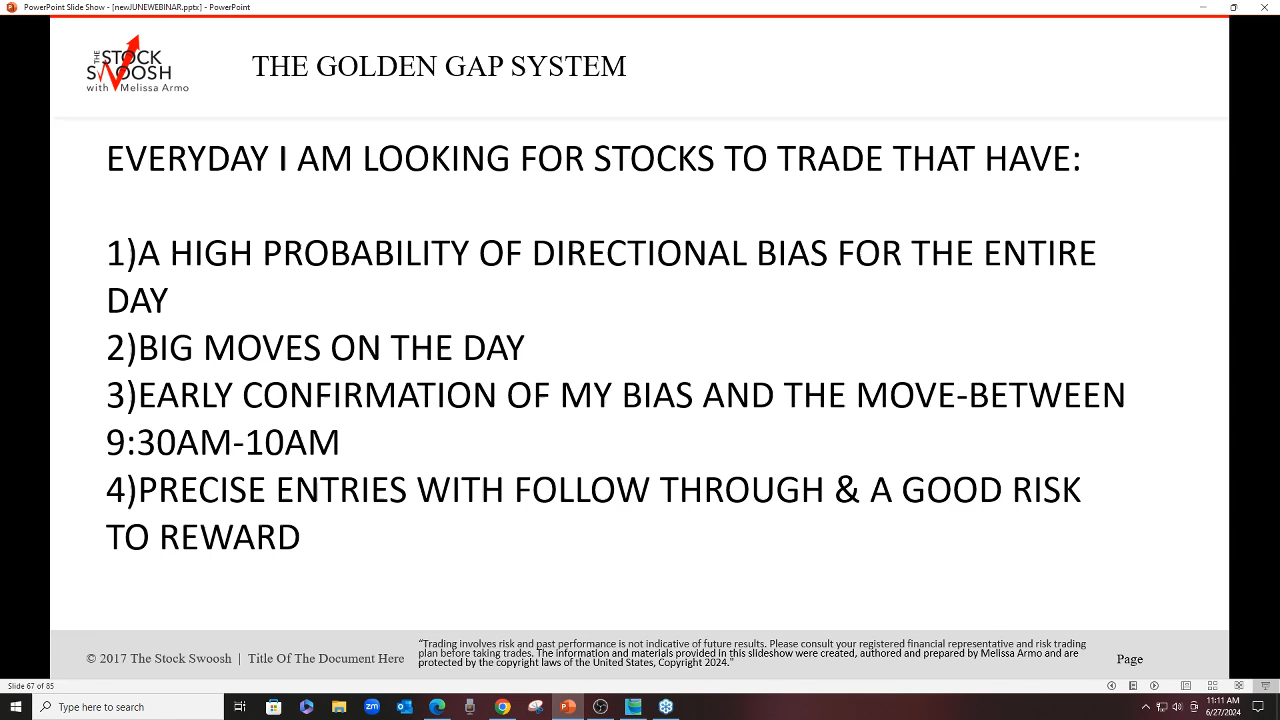 PowerPoint Slide Show - [newJUNEWEBINAR.pptx] - PowerPoint
THE
STOCK
SWOOSH
with Melissa Armo
THE GOLDEN GAP SYSTEM
EVERYDAY I AM LOOKING FOR STOCKS TO TRADE THAT HAVE:
1)A HIGH PROBABILITY OF DIRECTIONAL BIAS FOR THE ENTIRE
DAY
2)BIG MOVES ON THE DAY
3)EARLY CONFIRMATION OF MY BIAS AND THE MOVE-BETWEEN
9:30AM-10AM
4)PRECISE ENTRIES WITH FOLLOW THROUGH & A GOOD RISK
TO REWARD
© 2017 The Stock Swoosh | Title Of The Document Here
"Trading involves risk and past performance is not indicative of future results. Please consult your registered financial representative and risk trading
plan before taking trades. The information and materials provided in this slideshow were created, authored and prepared by Melissa Armo and are
protected by the copyright laws of the United States, Copyright 2024."
Page
Slide 67 of 85
Type here to search
zm
11:11 AM
6/27/2024